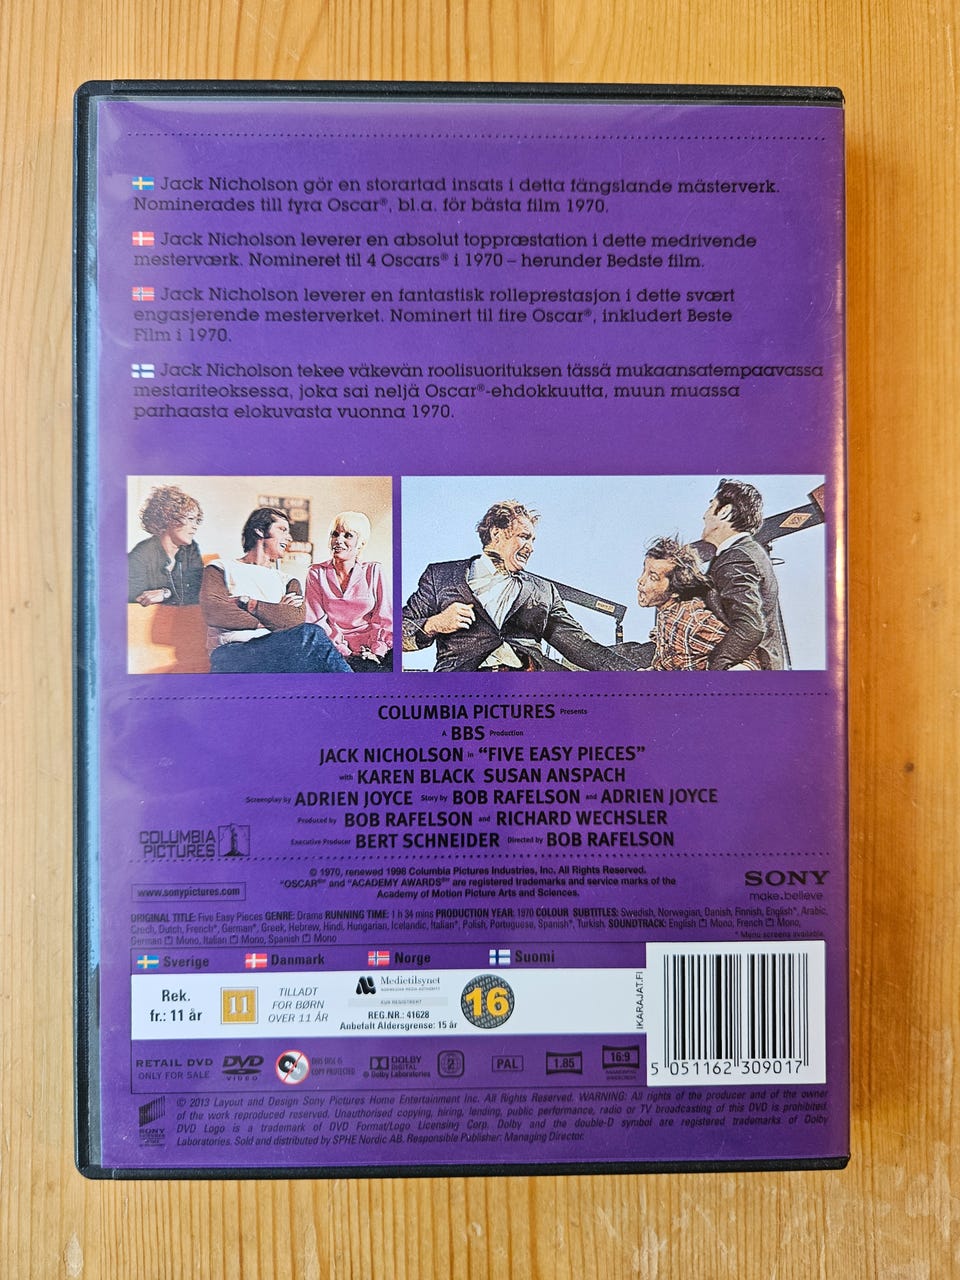 Jack Nicholson gör en storartad insats i detta fängslande mästerverk.
Nominerades till fyra Oscar®, bl.a. för bästa film 1970.
Jack Nicholson leverer en absolut toppræstation i dette medrivende
mesterværk. Nomineret til 4 Oscars® i 1970 – herunder Bedste film.
Jack Nicholson leverer en fantastisk rolleprestasjon i dette svært
engasjerende mesterverket. Nominert til fire Oscar®, inkludert Beste
Film i 1970.
Jack Nicholson tekee väkevän roolisuorituksen tässä mukaansatempaavassa
mestariteoksessa, joka sai neljä Oscar®-ehdokkuutta, muun muassa
parhaasta elokuvasta vuonna 1970.
COLUMBIA PICTURES Presents
A BBS Production
JACK NICHOLSON in "FIVE EASY PIECES"
with KAREN BLACK SUSAN ANSPACH
Screenplay by ADRIEN JOYCE Story by BOB RAFELSON and ADRIEN JOYCE
Produced by BOB RAFELSON and RICHARD WECHSLER
Executive Producer BERT SCHNEIDER Directed by BOB RAFELSON
COLUMBIA
PICTURES
© 1970, renewed 1998 Columbia Pictures Industries, Inc. All Rights Reserved.
"OSCAR®" and "ACADEMY AWARDS®" are registered trademarks and service marks of the
Academy of Motion Picture Arts and Sciences.
www.sonypictures.com
SONY
make.believe
ORIGINAL TITLE: Five Easy Pieces GENRE: Drama RUNNING TIME: 1 h 34 mins PRODUCTION YEAR: 1970 COLOUR SUBTITLES: Swedish, Norwegian, Danish, Finnish, English*, Arabic,
Czech, Dutch, French*, German*, Greek, Hebrew, Hindi, Hungarian, Icelandic, Italian*, Polish, Portuguese, Spanish*, Turkish. SOUNDTRACK: English Mono, French Mono,
German Mono, Italian Mono, Spanish Mono
* Menu screens available.
Sverige Danmark Norge Suomi
Rek.
fr.: 11 år
11
TILLADT
FOR BØRN
OVER 11 ÅR
Medietilsynet
NORWEGIAN MEDIA AUTHORITY
KUN REGISTRERT
REG.NR.: 41628
Anbefalt Aldersgrense: 15 år
16
IKARAJAT.FI
5 051162 309017
RETAIL DVD
ONLY FOR SALE
DVD
VIDEO
THIS DISC IS
COPY PROTECTED
DOLBY
DIGITAL
© Dolby Laboratories
2
PAL
1.85
16:9
ANAMORPHIC
WIDESCREEN
SONY
© 2013 Layout and Design Sony Pictures Home Entertainment Inc. All Rights Reserved. WARNING: All rights of the producer and of the owner
of the work reproduced reserved. Unauthorised copying, hiring, lending, public performance, radio or TV broadcasting of this DVD is prohibited.
DVD Logo is a trademark of DVD Format/Logo Licensing Corp. Dolby and the double-D symbol are registered trademarks of Dolby
Laboratories. Sold and distributed by SPHE Nordic AB. Responsible Publisher: Managing Director.